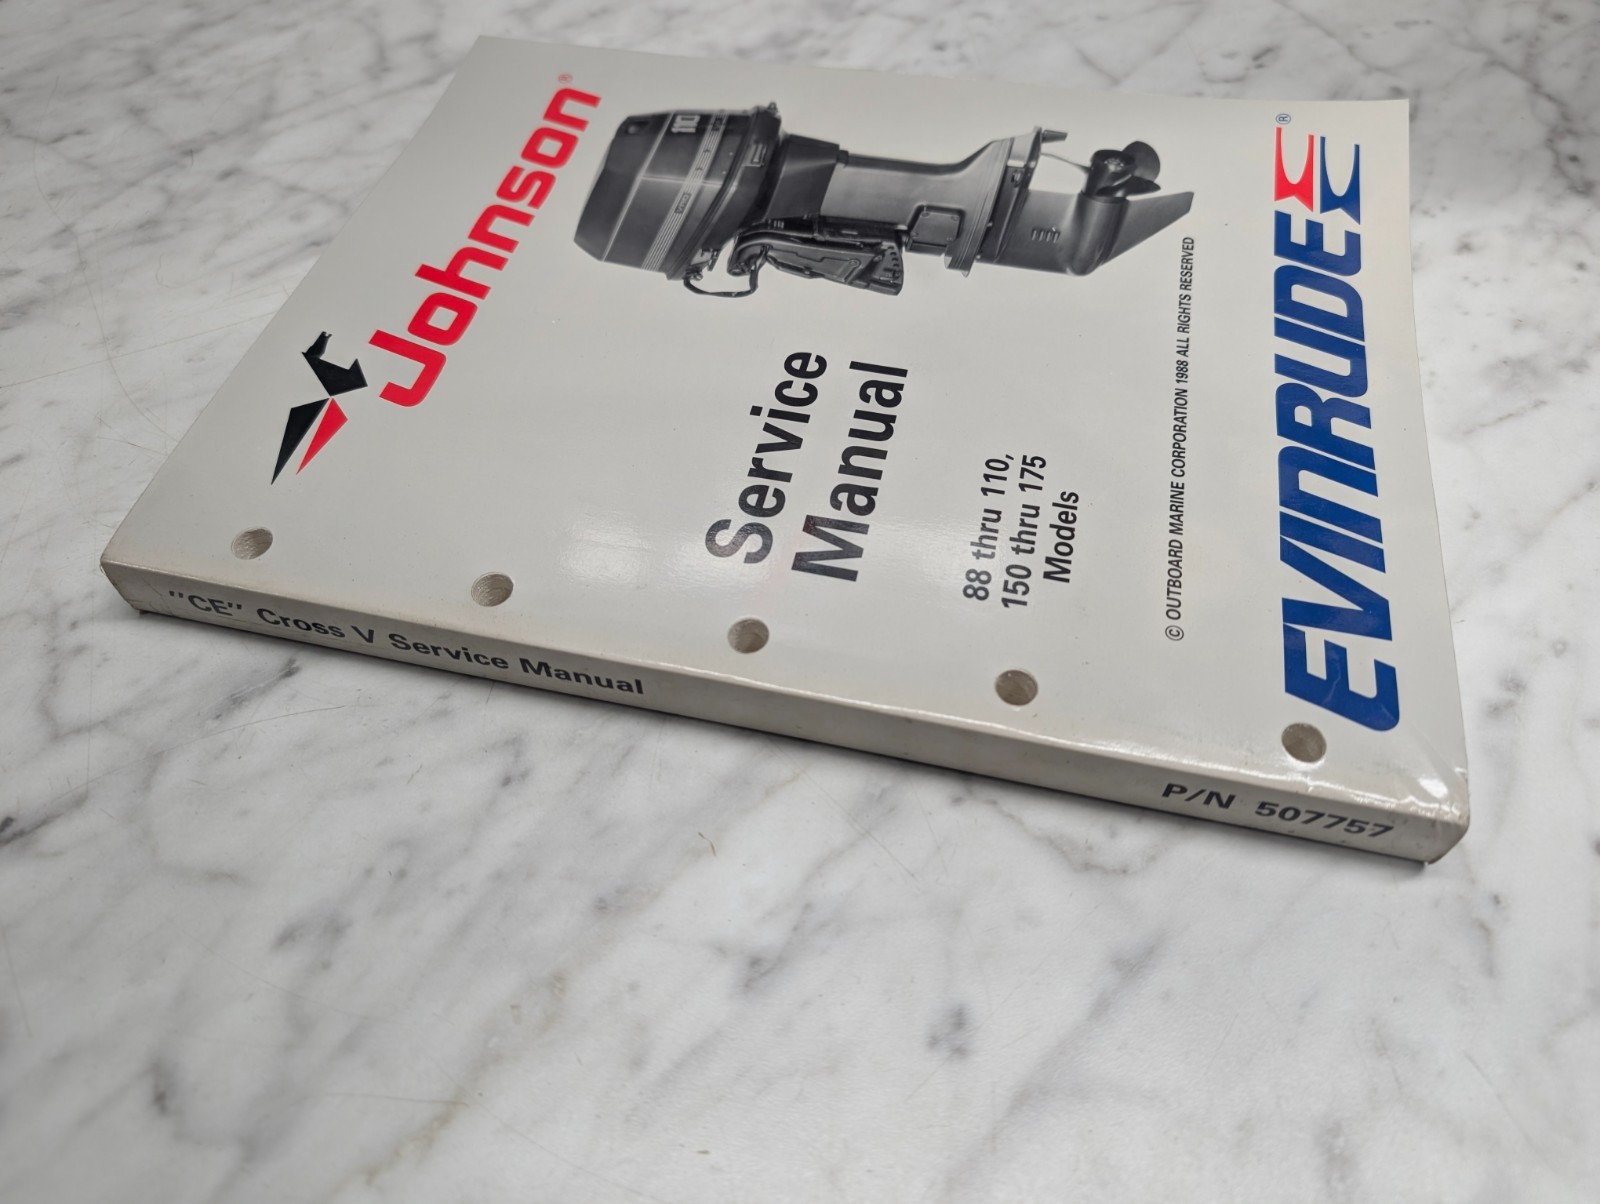 Johnson®
110
Service
Manual
88 thru 110,
150 thru 175
Models
© OUTBOARD MARINE CORPORATION 1988 ALL RIGHTS RESERVED
EVINRUDE®
"CE" Cross V Service Manual
P/N 507757